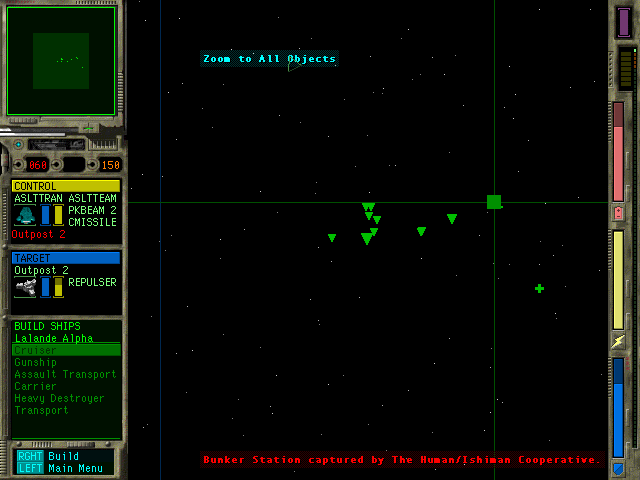 Zoom to All Objects
060 150
CONTROL
ASLTTRAN ASLTTEAM
PKBEAM 2
CMISSILE
Outpost 2
TARGET
Outpost 2
REPULSER
BUILD SHIPS
Lalande Alpha
Cruiser
Gunship
Assault Transport
Carrier
Heavy Destroyer
Transport
RGHT Build
LEFT Main Menu
Bunker Station captured by The Human/Ishiman Cooperative.